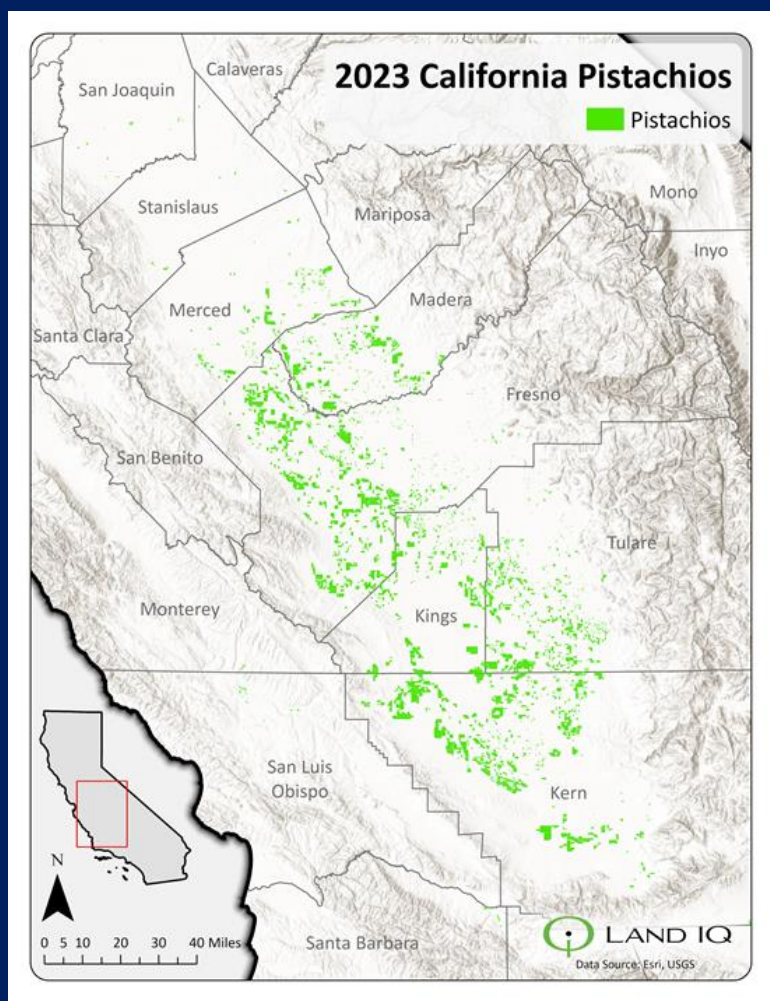 2023 California Pistachios
Pistachios
Calaveras
San Joaquin
Mono
Stanislaus
Mariposa
Inyo
Madera
Merced
Santa Clara
Fresno
San Benito
Tulare
Monterey
Kings
San Luis
Obispo
Kern
N
0 5 10 20 30 40 Miles
Santa Barbara
LAND IQ
Data Source: Esri, USGS